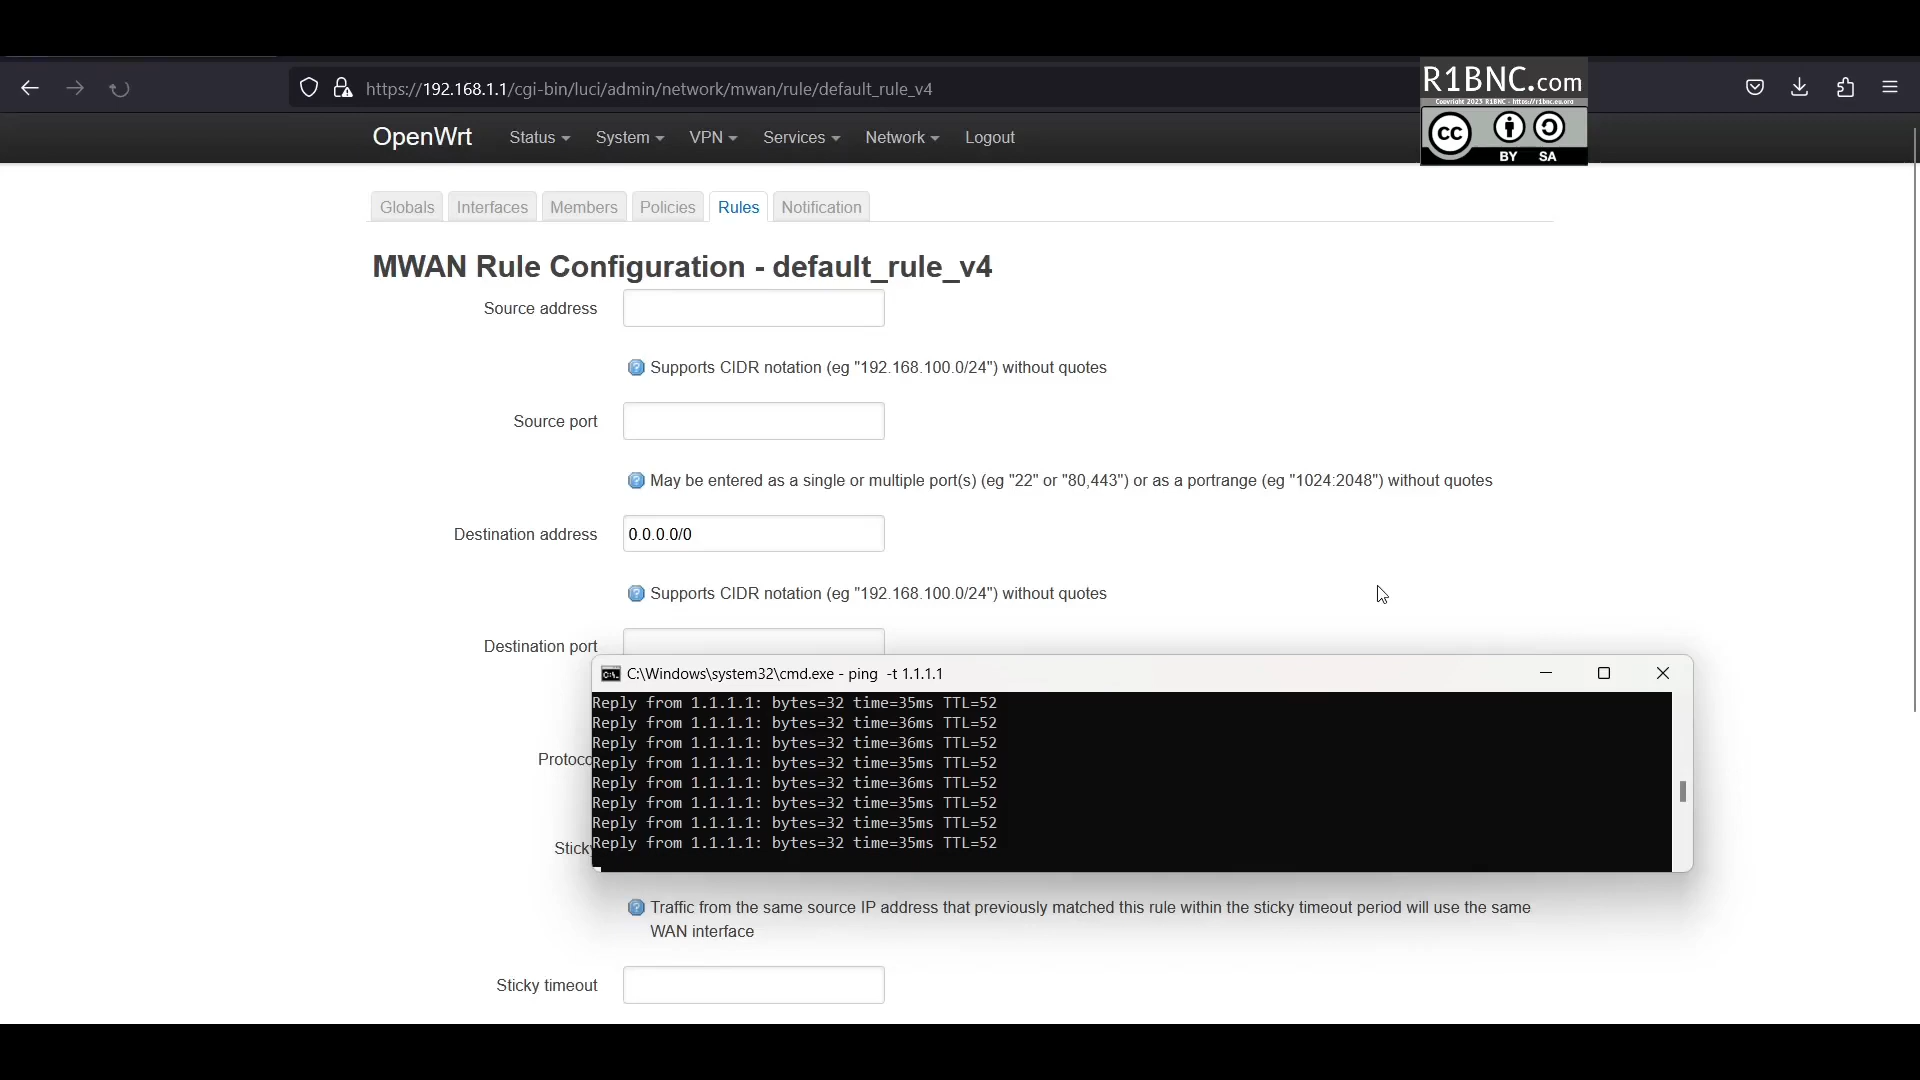 https://192.168.1.1/cgi-bin/luci/admin/network/mwan/rule/default_rule_v4
R1BNC.com
Copyright 2023 R1BNC - https://r1bnc.eu.org
CC BY SA
OpenWrt Status System VPN Services Network Logout
Globals Interfaces Members Policies Rules Notification
MWAN Rule Configuration - default_rule_v4
Source address
Supports CIDR notation (eg "192.168.100.0/24") without quotes
Source port
May be entered as a single or multiple port(s) (eg "22" or "80,443") or as a portrange (eg "1024:2048") without quotes
Destination address 0.0.0.0/0
Supports CIDR notation (eg "192.168.100.0/24") without quotes
Destination port
C:\Windows\system32\cmd.exe - ping -t 1.1.1.1
Reply from 1.1.1.1: bytes=32 time=35ms TTL=52
Reply from 1.1.1.1: bytes=32 time=36ms TTL=52
Reply from 1.1.1.1: bytes=32 time=36ms TTL=52
Protoco
Reply from 1.1.1.1: bytes=32 time=35ms TTL=52
Reply from 1.1.1.1: bytes=32 time=36ms TTL=52
Reply from 1.1.1.1: bytes=32 time=35ms TTL=52
Reply from 1.1.1.1: bytes=32 time=35ms TTL=52
Sticky
Reply from 1.1.1.1: bytes=32 time=35ms TTL=52
Traffic from the same source IP address that previously matched this rule within the sticky timeout period will use the same
WAN interface
Sticky timeout